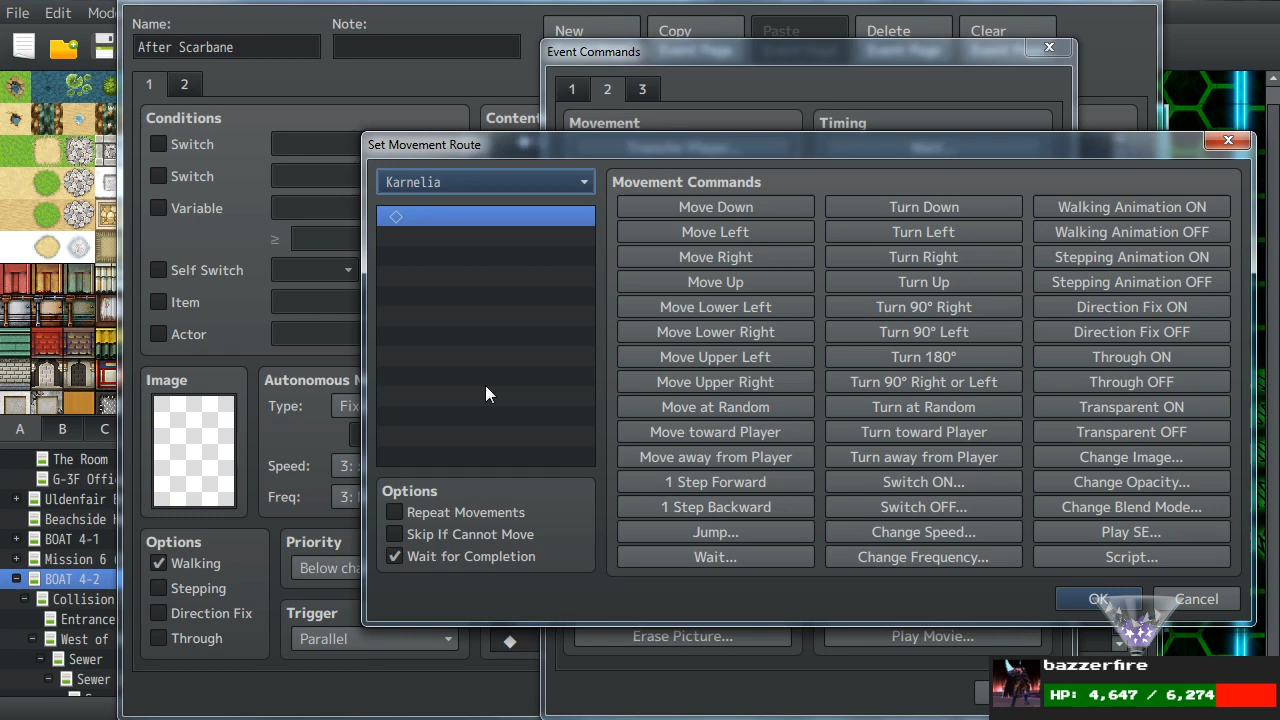 File Edit Mod
Name:
Note:
After Scarbane
New Copy Paste Delete Clear
Event Commands
1 2
1 2 3
Conditions
Switch
Switch
Variable
≥
Self Switch
Item
Actor
Movement
Timing
Set Movement Route
Karnelia
Movement Commands
Move Down Turn Down Walking Animation ON
Move Left Turn Left Walking Animation OFF
Move Right Turn Right Stepping Animation ON
Move Up Turn Up Stepping Animation OFF
Move Lower Left Turn 90° Right Direction Fix ON
Move Lower Right Turn 90° Left Direction Fix OFF
Move Upper Left Turn 180° Through ON
Move Upper Right Turn 90° Right or Left Through OFF
Move at Random Turn at Random Transparent ON
Move toward Player Turn toward Player Transparent OFF
Move away from Player Turn away from Player Change Image...
1 Step Forward Switch ON... Change Opacity...
1 Step Backward Switch OFF... Change Blend Mode...
Jump... Change Speed... Play SE...
Wait... Change Frequency... Script...
Options
Repeat Movements
Skip If Cannot Move
Wait for Completion
OK Cancel
Image
Autonomous M
Type: Fix
Speed: 3:
Freq: 3:
Options
Walking
Stepping
Direction Fix
Through
Priority
Below cha
Trigger
Parallel
Erase Picture... Play Movie...
A B C
The Room
G-3F Offi
Uldenfair
Beachside
BOAT 4-1
Mission 6
BOAT 4-2
Collision
Entrance
West of
Sewer
Sewer
bazzerfire
HP: 4,647 / 6,274